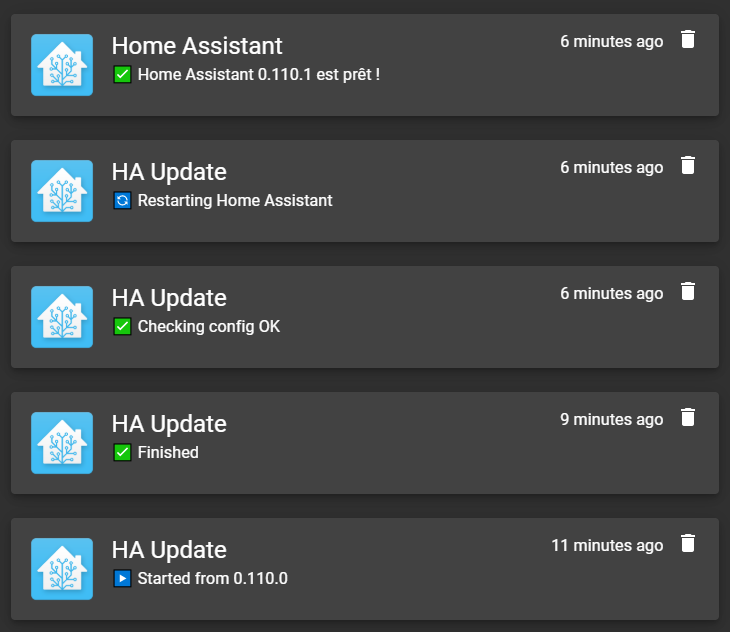 Home Assistant
6 minutes ago
✅ Home Assistant 0.110.1 est prêt !
HA Update
6 minutes ago
🔄 Restarting Home Assistant
HA Update
6 minutes ago
✅ Checking config OK
HA Update
9 minutes ago
✅ Finished
HA Update
11 minutes ago
▶️ Started from 0.110.0